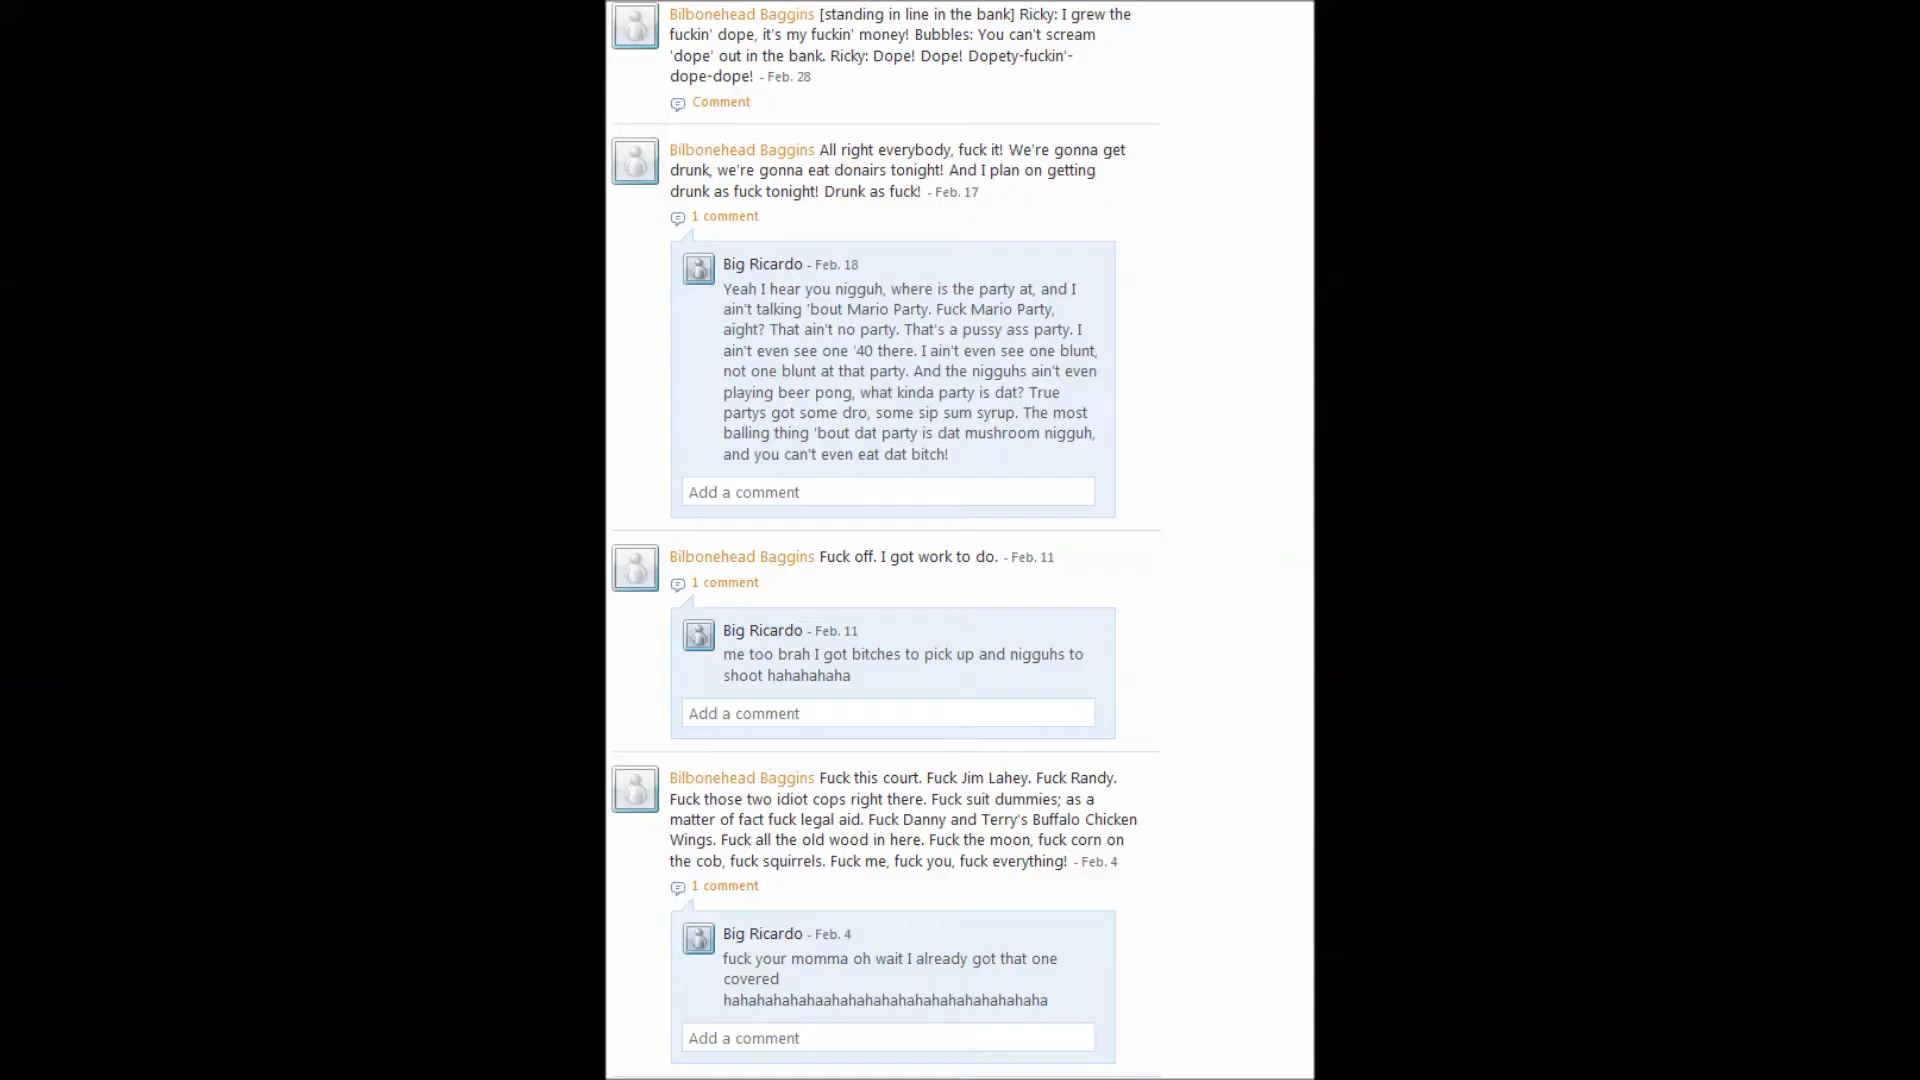 Bilbonehead Baggins [standing in line in the bank] Ricky: I grew the
fuckin' dope, it's my fuckin' money! Bubbles: You can't scream
'dope' out in the bank. Ricky: Dope! Dope! Dopety-fuckin'-
dope-dope! - Feb. 28
Comment
Bilbonehead Baggins All right everybody, fuck it! We're gonna get
drunk, we're gonna eat donairs tonight! And I plan on getting
drunk as fuck tonight! Drunk as fuck! - Feb. 17
1 comment
Big Ricardo - Feb. 18
Yeah I hear you nigguh, where is the party at, and I
ain't talking 'bout Mario Party. Fuck Mario Party,
aight? That ain't no party. That's a pussy ass party. I
ain't even see one '40 there. I ain't even see one blunt,
not one blunt at that party. And the nigguhs ain't even
playing beer pong, what kinda party is dat? True
partys got some dro, some sip sum syrup. The most
balling thing 'bout dat party is dat mushroom nigguh,
and you can't even eat dat bitch!
Add a comment
Bilbonehead Baggins Fuck off. I got work to do. - Feb. 11
1 comment
Big Ricardo - Feb. 11
me too brah I got bitches to pick up and nigguhs to
shoot hahahahaha
Add a comment
Bilbonehead Baggins Fuck this court. Fuck Jim Lahey. Fuck Randy.
Fuck those two idiot cops right there. Fuck suit dummies; as a
matter of fact fuck legal aid. Fuck Danny and Terry's Buffalo Chicken
Wings. Fuck all the old wood in here. Fuck the moon, fuck corn on
the cob, fuck squirrels. Fuck me, fuck you, fuck everything! - Feb. 4
1 comment
Big Ricardo - Feb. 4
fuck your momma oh wait I already got that one
covered
hahahahahahaahahahahahahahahahahahahaha
Add a comment